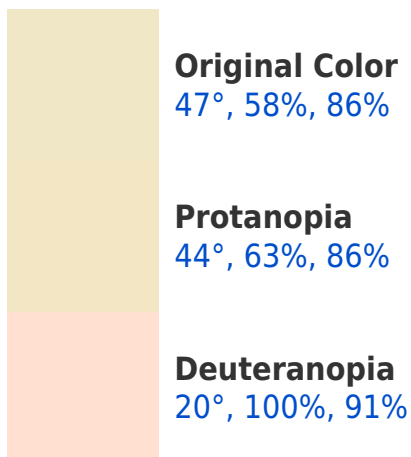 Original Color
47°, 58%, 86%
Protanopia
44°, 63%, 86%
Deuteranopia
20°, 100%, 91%